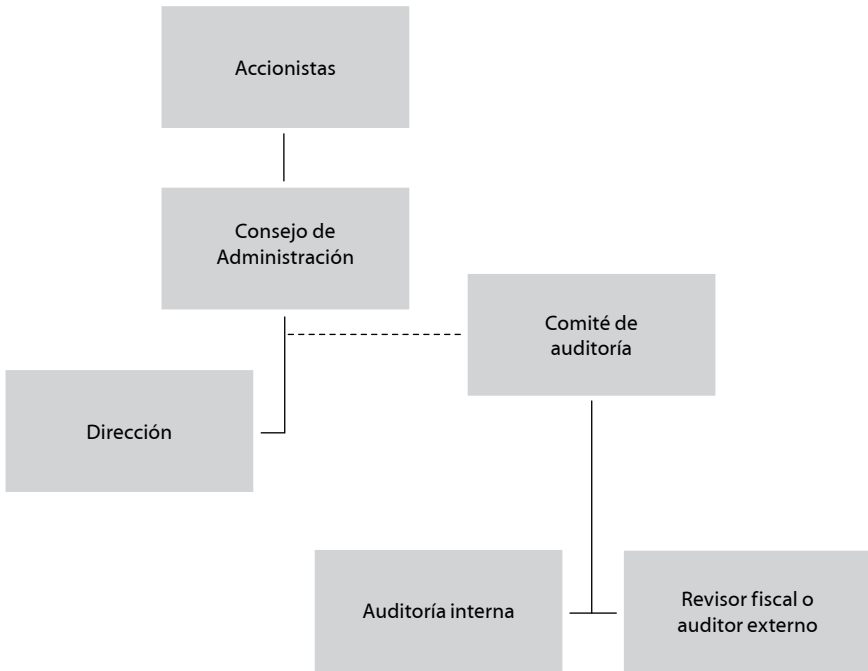 Accionistas
Consejo de
Administración
Comité de
auditoría
Dirección
Auditoría interna
Revisor fiscal o
auditor externo